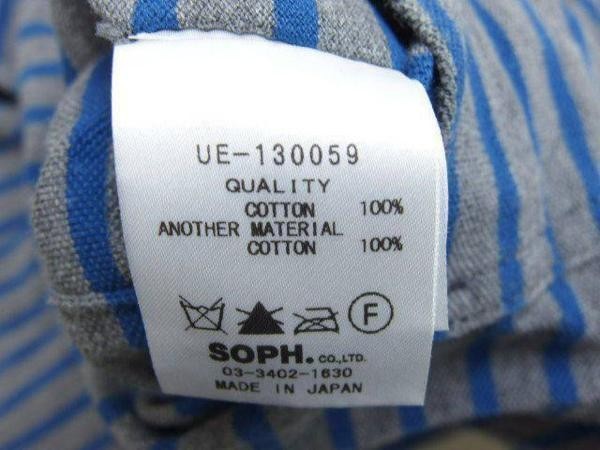 UE-130059
QUALITY
COTTON 100%
ANOTHER MATERIAL
COTTON 100%
F
SOPH. CO.,LTD.
03-3402-1630
MADE IN JAPAN